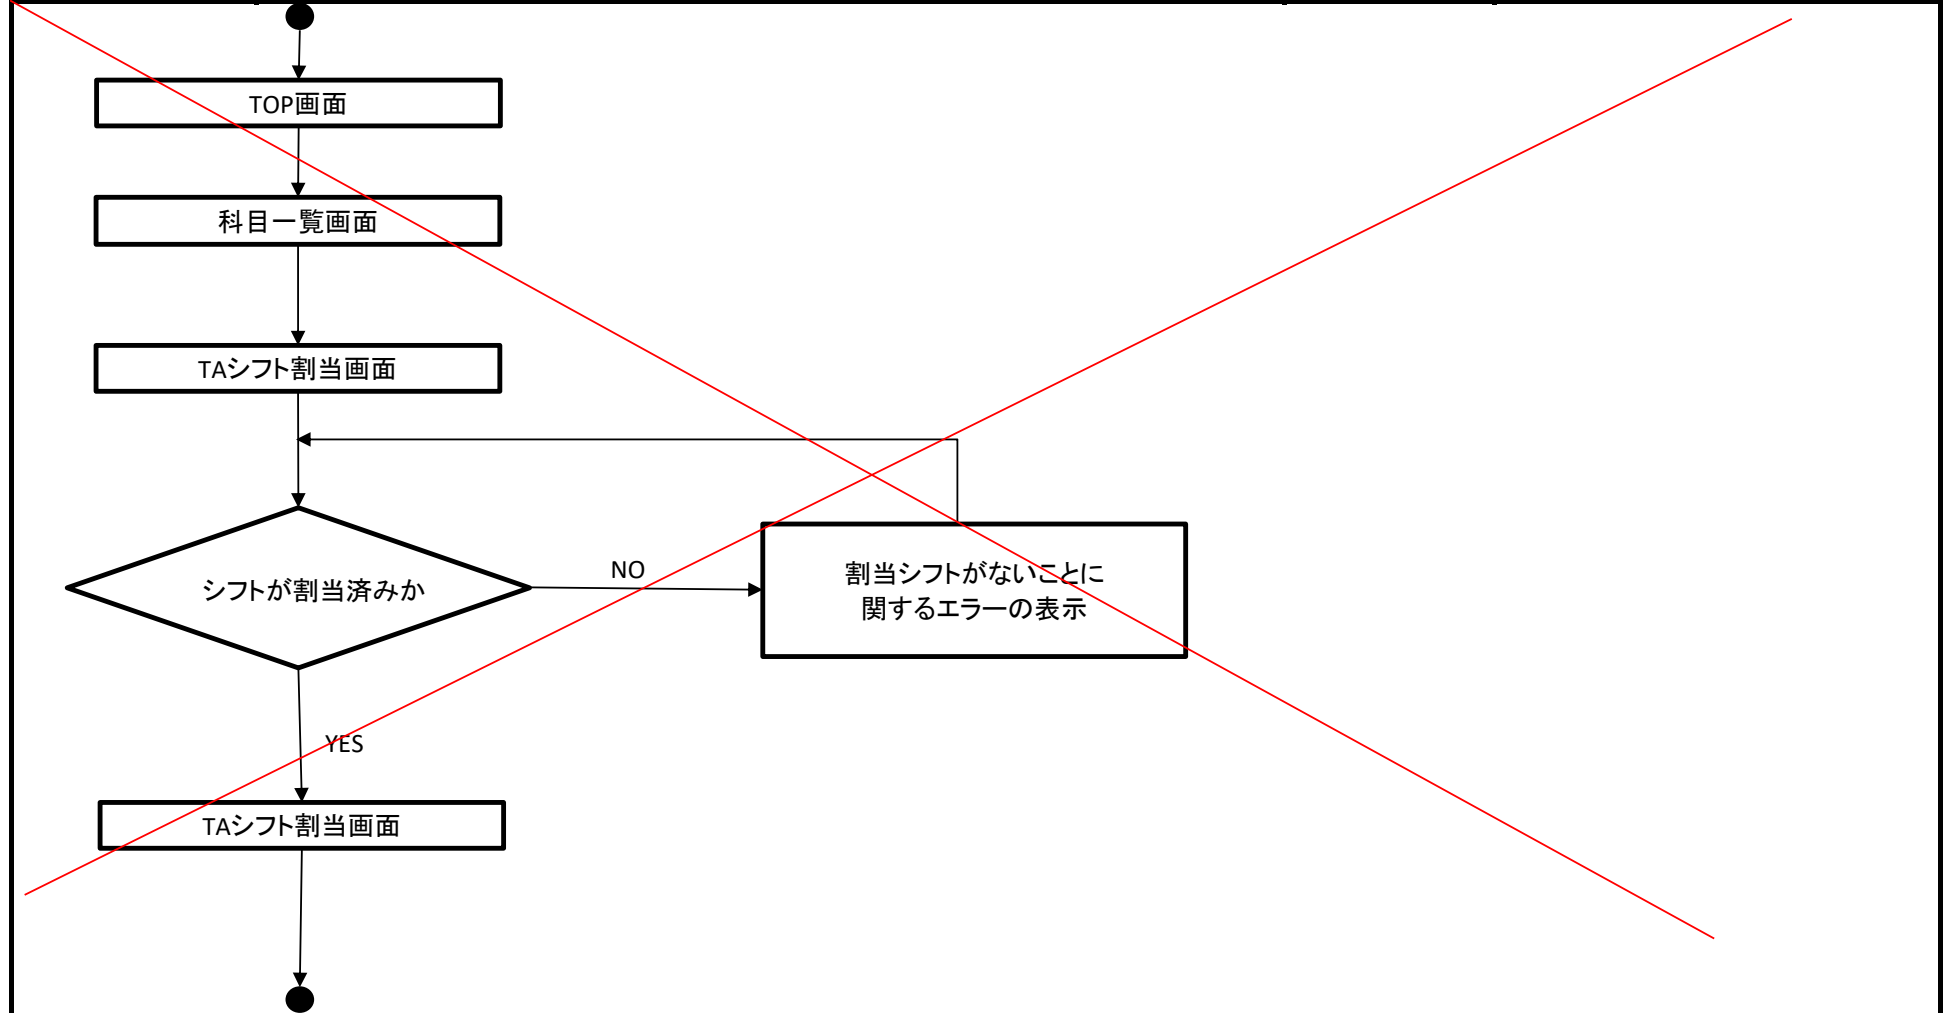 TOP画面
科目一覧画面
TAシフト割当画面
シフトが割当済みか
NO
割当シフトがないことに
関するエラーの表示
YES
TAシフト割当画面